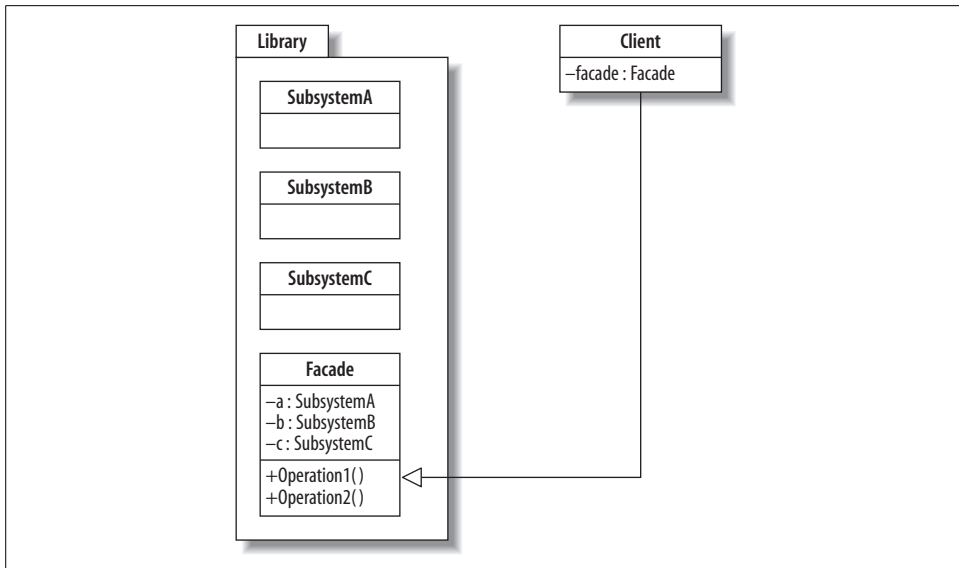 Library
SubsystemA
SubsystemB
SubsystemC
Facade
–a : SubsystemA
–b : SubsystemB
–c : SubsystemC
+Operation1()
+Operation2()
Client
–facade : Facade